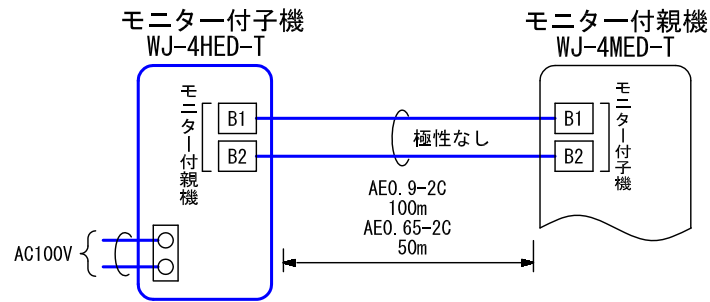 モニター付子機
WJ-4HED-T
モニター付親機
WJ-4MED-T
モニター付親機
B1
B2
極性なし
B1
B2
モニター付子機
AE0.9-2C
100m
AE0.65-2C
50m
AC100V